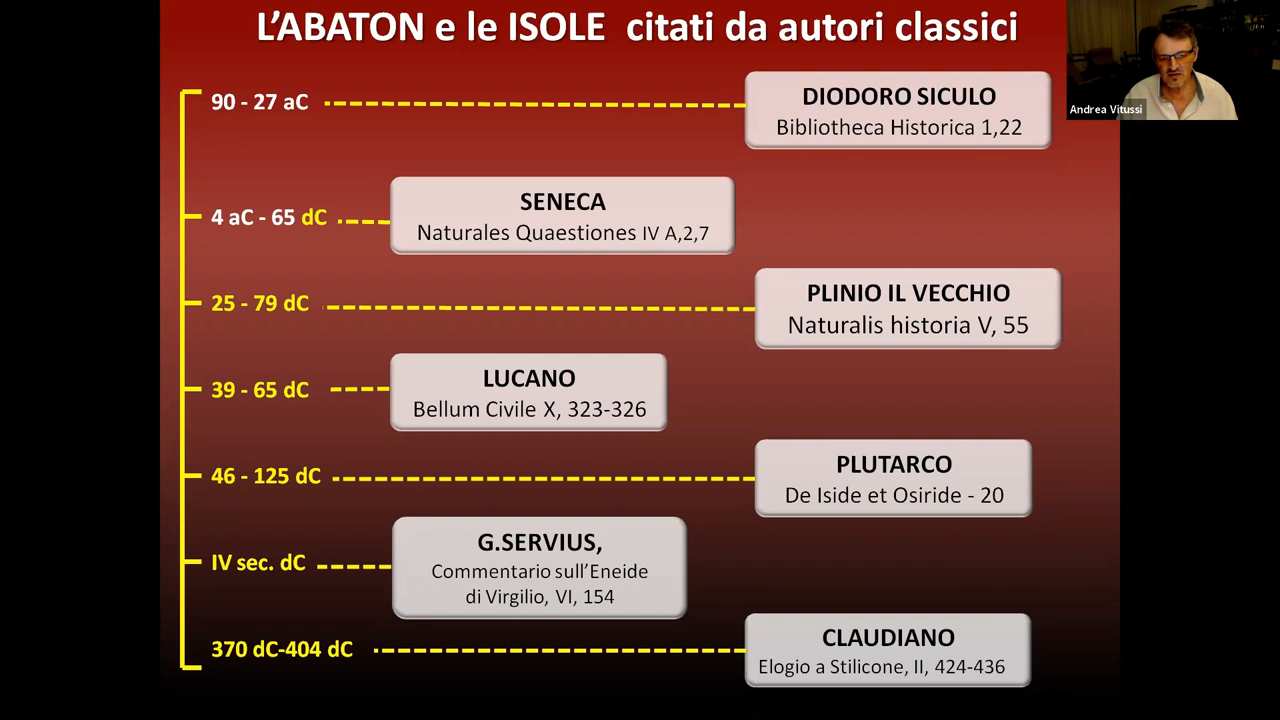 L'ABATON e le ISOLE citati da autori classici
Andrea Vitussi
90 - 27 aC
DIODORO SICULO
Bibliotheca Historica 1,22
4 aC - 65 dC
SENECA
Naturales Quaestiones IV A,2,7
25 - 79 dC
PLINIO IL VECCHIO
Naturalis historia V, 55
39 - 65 dC
LUCANO
Bellum Civile X, 323-326
46 - 125 dC
PLUTARCO
De Iside et Osiride - 20
IV sec. dC
G.SERVIUS,
Commentario sull'Eneide
di Virgilio, VI, 154
370 dC-404 dC
CLAUDIANO
Elogio a Stilicone, II, 424-436